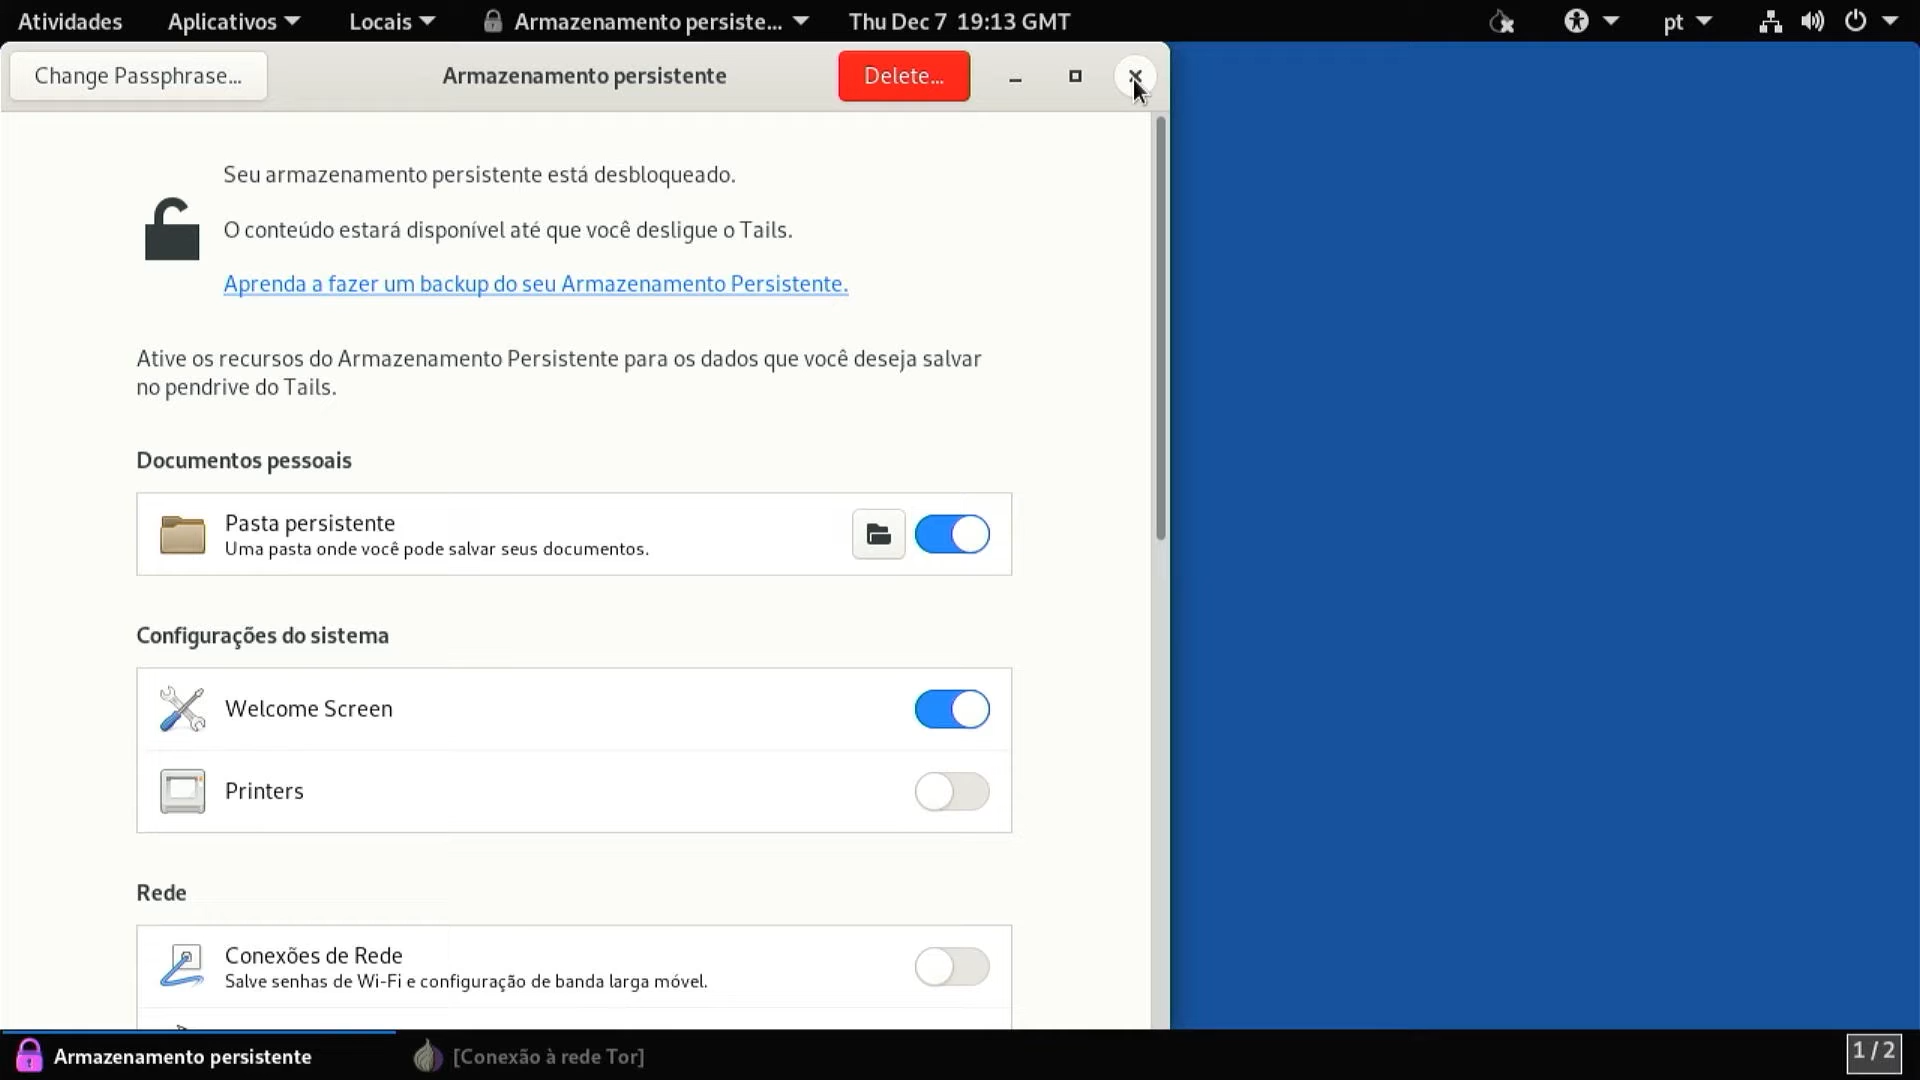 Atividades Aplicativos Locais Armazenamento persiste... Thu Dec 7 19:13 GMT pt
Change Passphrase... Armazenamento persistente Delete...
Seu armazenamento persistente está desbloqueado.
O conteúdo estará disponível até que você desligue o Tails.
Aprenda a fazer um backup do seu Armazenamento Persistente.
Ative os recursos do Armazenamento Persistente para os dados que você deseja salvar
no pendrive do Tails.
Documentos pessoais
Pasta persistente
Uma pasta onde você pode salvar seus documentos.
Configurações do sistema
Welcome Screen
Printers
Rede
Conexões de Rede
Salve senhas de Wi-Fi e configuração de banda larga móvel.
Armazenamento persistente [Conexão à rede Tor] 1 / 2